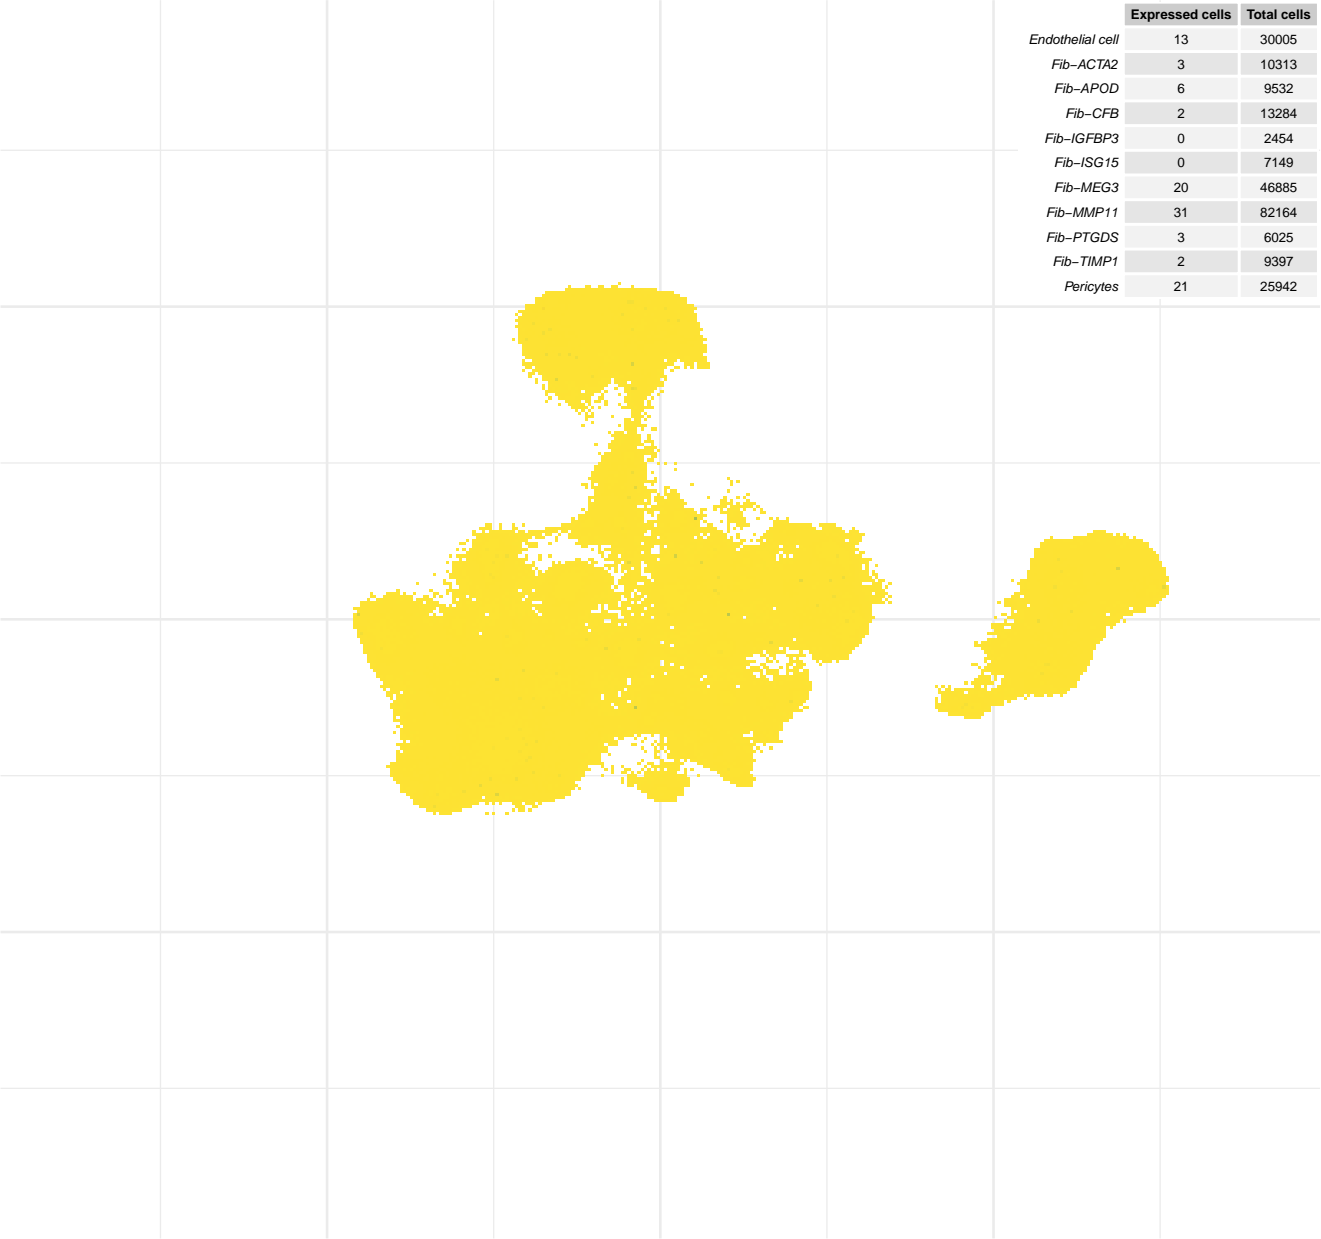 Expressed cells Total cells
Endothelial cell 13 30005
Fib−ACTA2 3 10313
Fib−APOD 6 9532
Fib−CFB 2 13284
Fib−IGFBP3 0 2454
Fib−ISG15 0 7149
Fib−MEG3 20 46885
Fib−MMP11 31 82164
Fib−PTGDS 3 6025
Fib−TIMP1 2 9397
Pericytes 21 25942